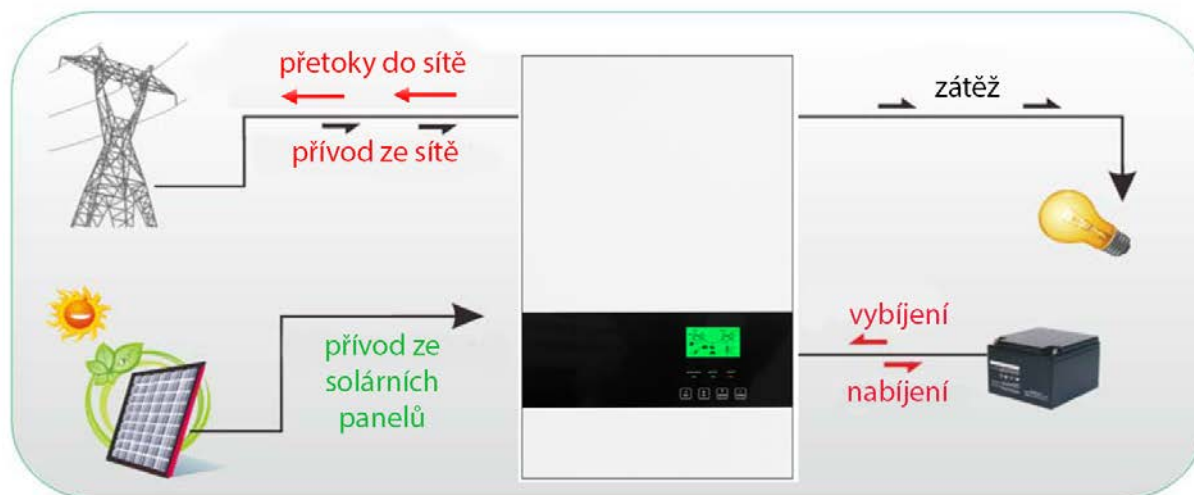 přetoky do sítě
přívod ze sítě
zátěž
přívod ze
solárních
panelů
vybíjení
nabíjení